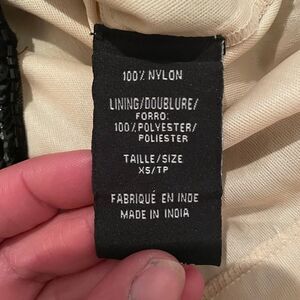 100% NYLON
LINING/DOUBLURE/
FORRO:
100% POLYESTER/
POLIESTER
TAILLE/SIZE
XS/TP
FABRIQUÉ EN INDE
MADE IN INDIA